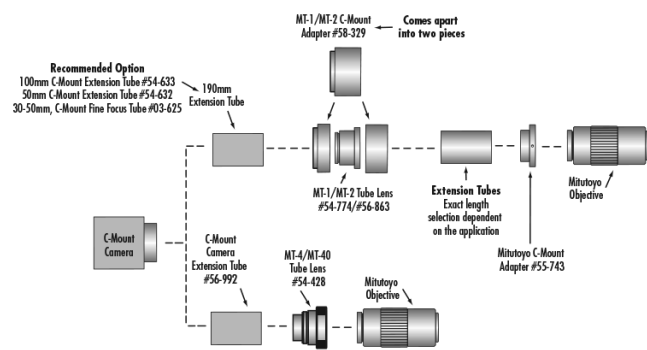 MT-1/MT-2 C-Mount
Adapter #58-329
Comes apart
into two pieces
Recommended Option
100mm C-Mount Extension Tube #54-633
50mm C-Mount Extension Tube #54-632
30-50mm, C-Mount Fine Focus Tube #03-625
190mm
Extension Tube
MT-1/MT-2 Tube Lens
#54-774/#56-863
Extension Tubes
Exact length
selection dependent
on the application
Mitutoyo
Objective
Mitutoyo C-Mount
Adapter #55-743
C-Mount
Camera
C-Mount
Camera
Extension Tube
#56-992
MT-4/MT-40
Tube Lens
#54-428
Mitutoyo
Objective